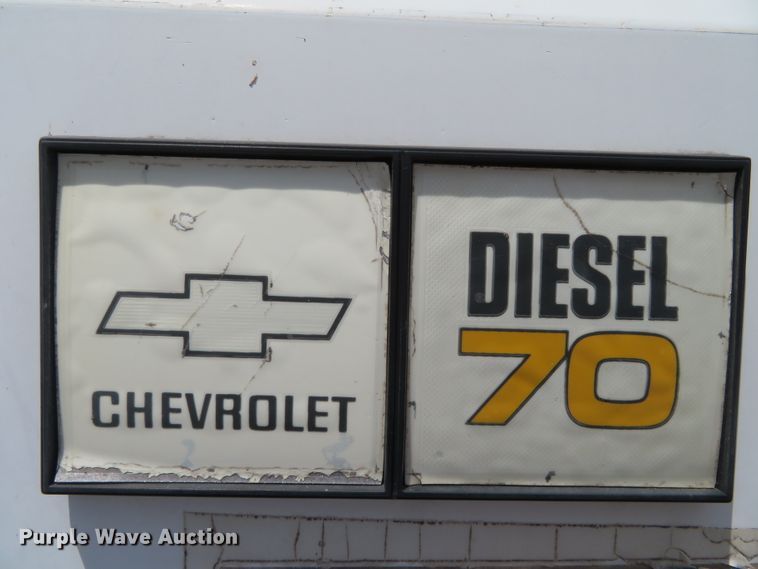 CHEVROLET
DIESEL
70
Purple Wave Auction